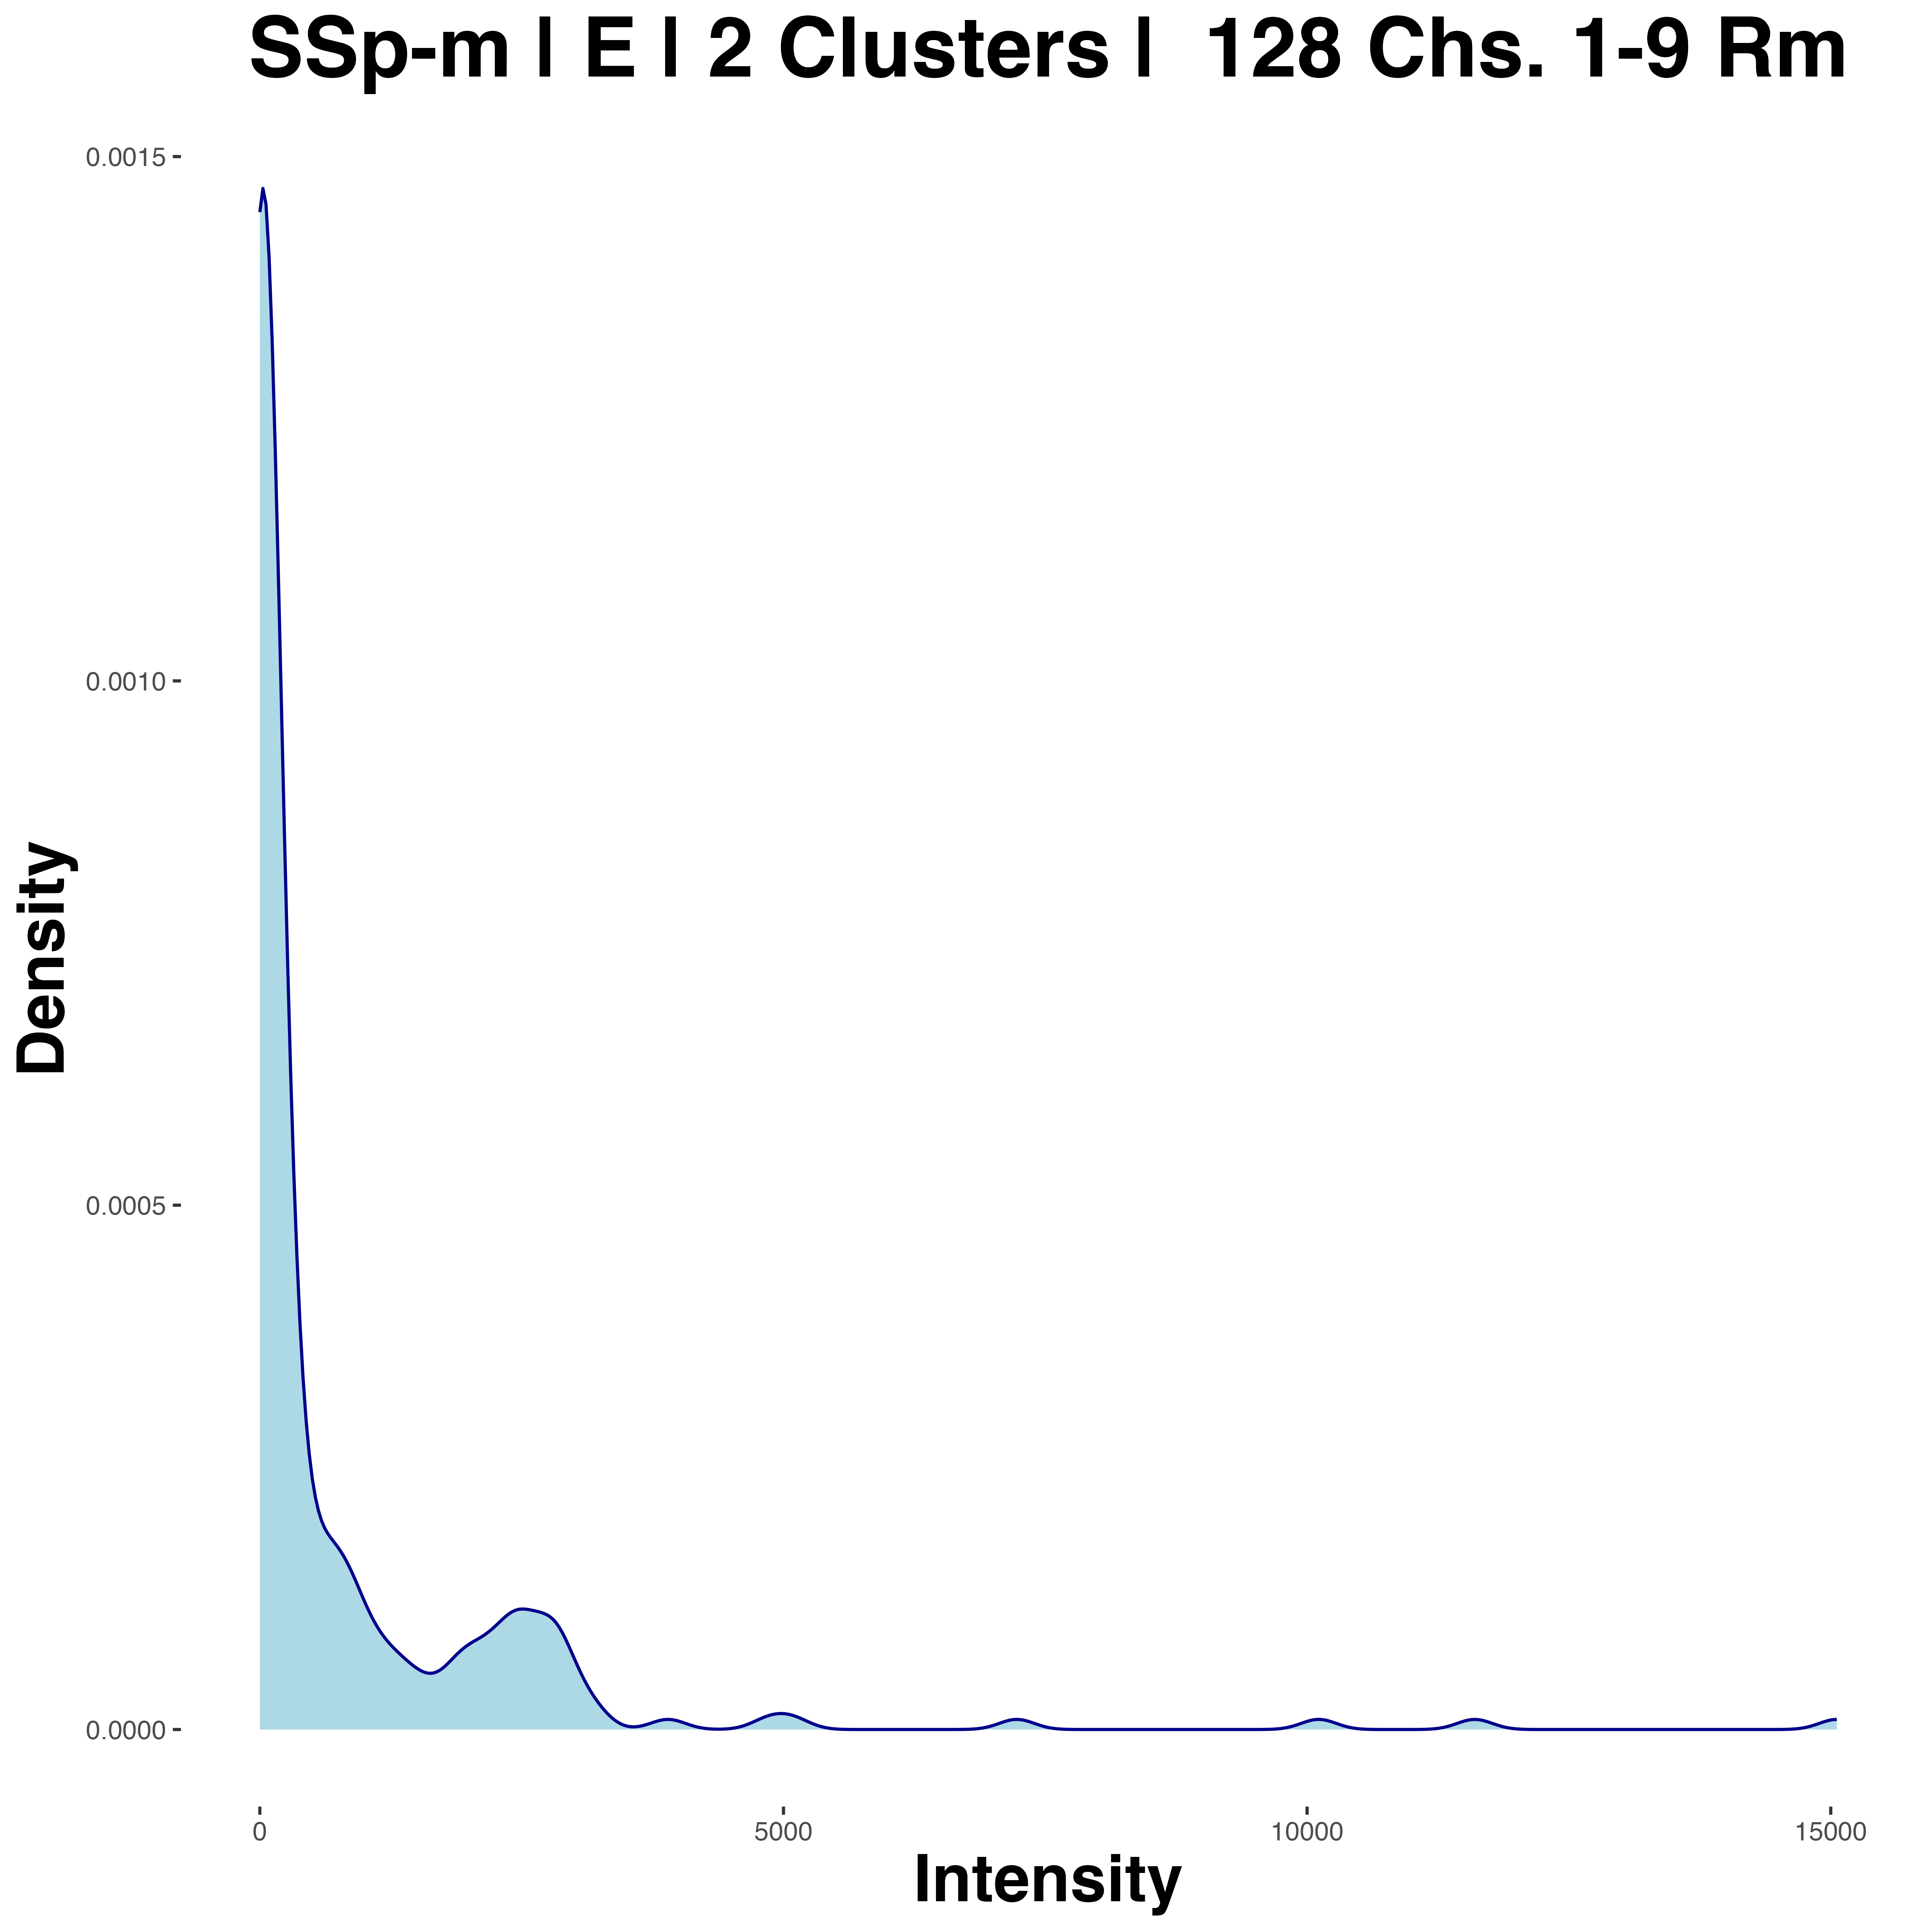 SSp-m | E | 2 Clusters |  128 Chs. 1-9 Rm
0.0015
0.0010
0.0005
0.0000
Density
0 5000 10000 15000
Intensity